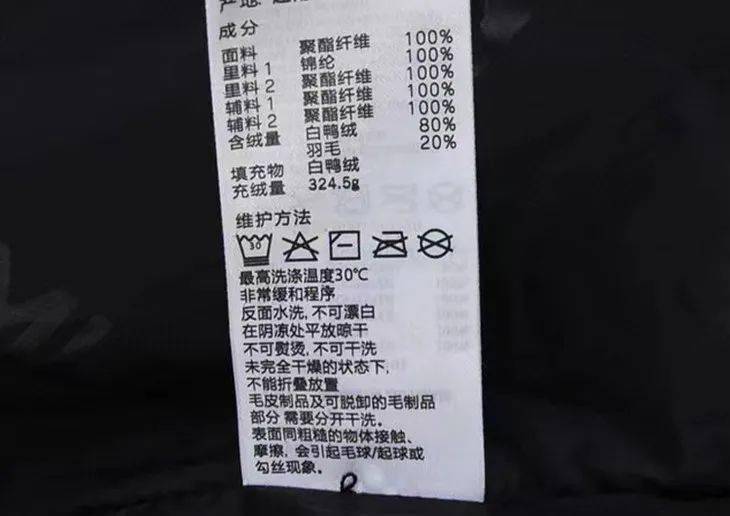 产地
成分
面料 聚酯纤维 100%
里料1 锦纶 100%
里料2 聚酯纤维 100%
辅料1 聚酯纤维 100%
辅料2 聚酯纤维 100%
含绒量 白鸭绒 80%
羽毛 20%
填充物 白鸭绒
充绒量 324.5g
维护方法
30
最高洗涤温度30℃
非常缓和程序
反面水洗,不可漂白
在阴凉处平放晾干
不可熨烫,不可干洗
未完全干燥的状态下,
不能折叠放置
毛皮制品及可脱卸的毛制品
部分 需要分开干洗。
表面同粗糙的物体接触、
摩擦,会引起毛球/起球或
勾丝现象。